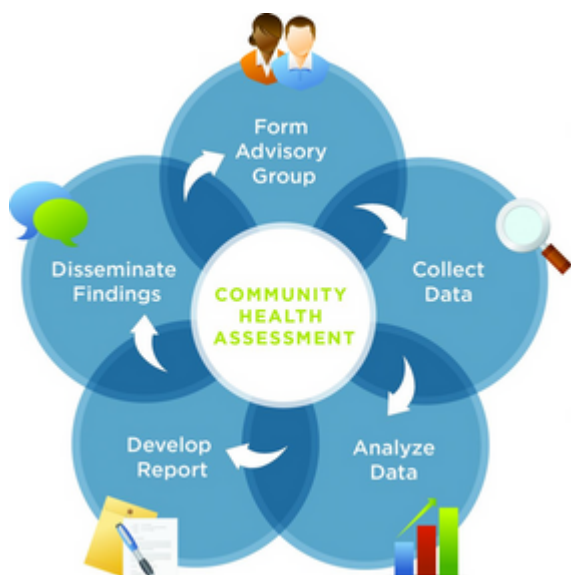 Form
Advisory
Group
Collect
Data
Analyze
Data
Develop
Report
Disseminate
Findings
COMMUNITY
HEALTH
ASSESSMENT